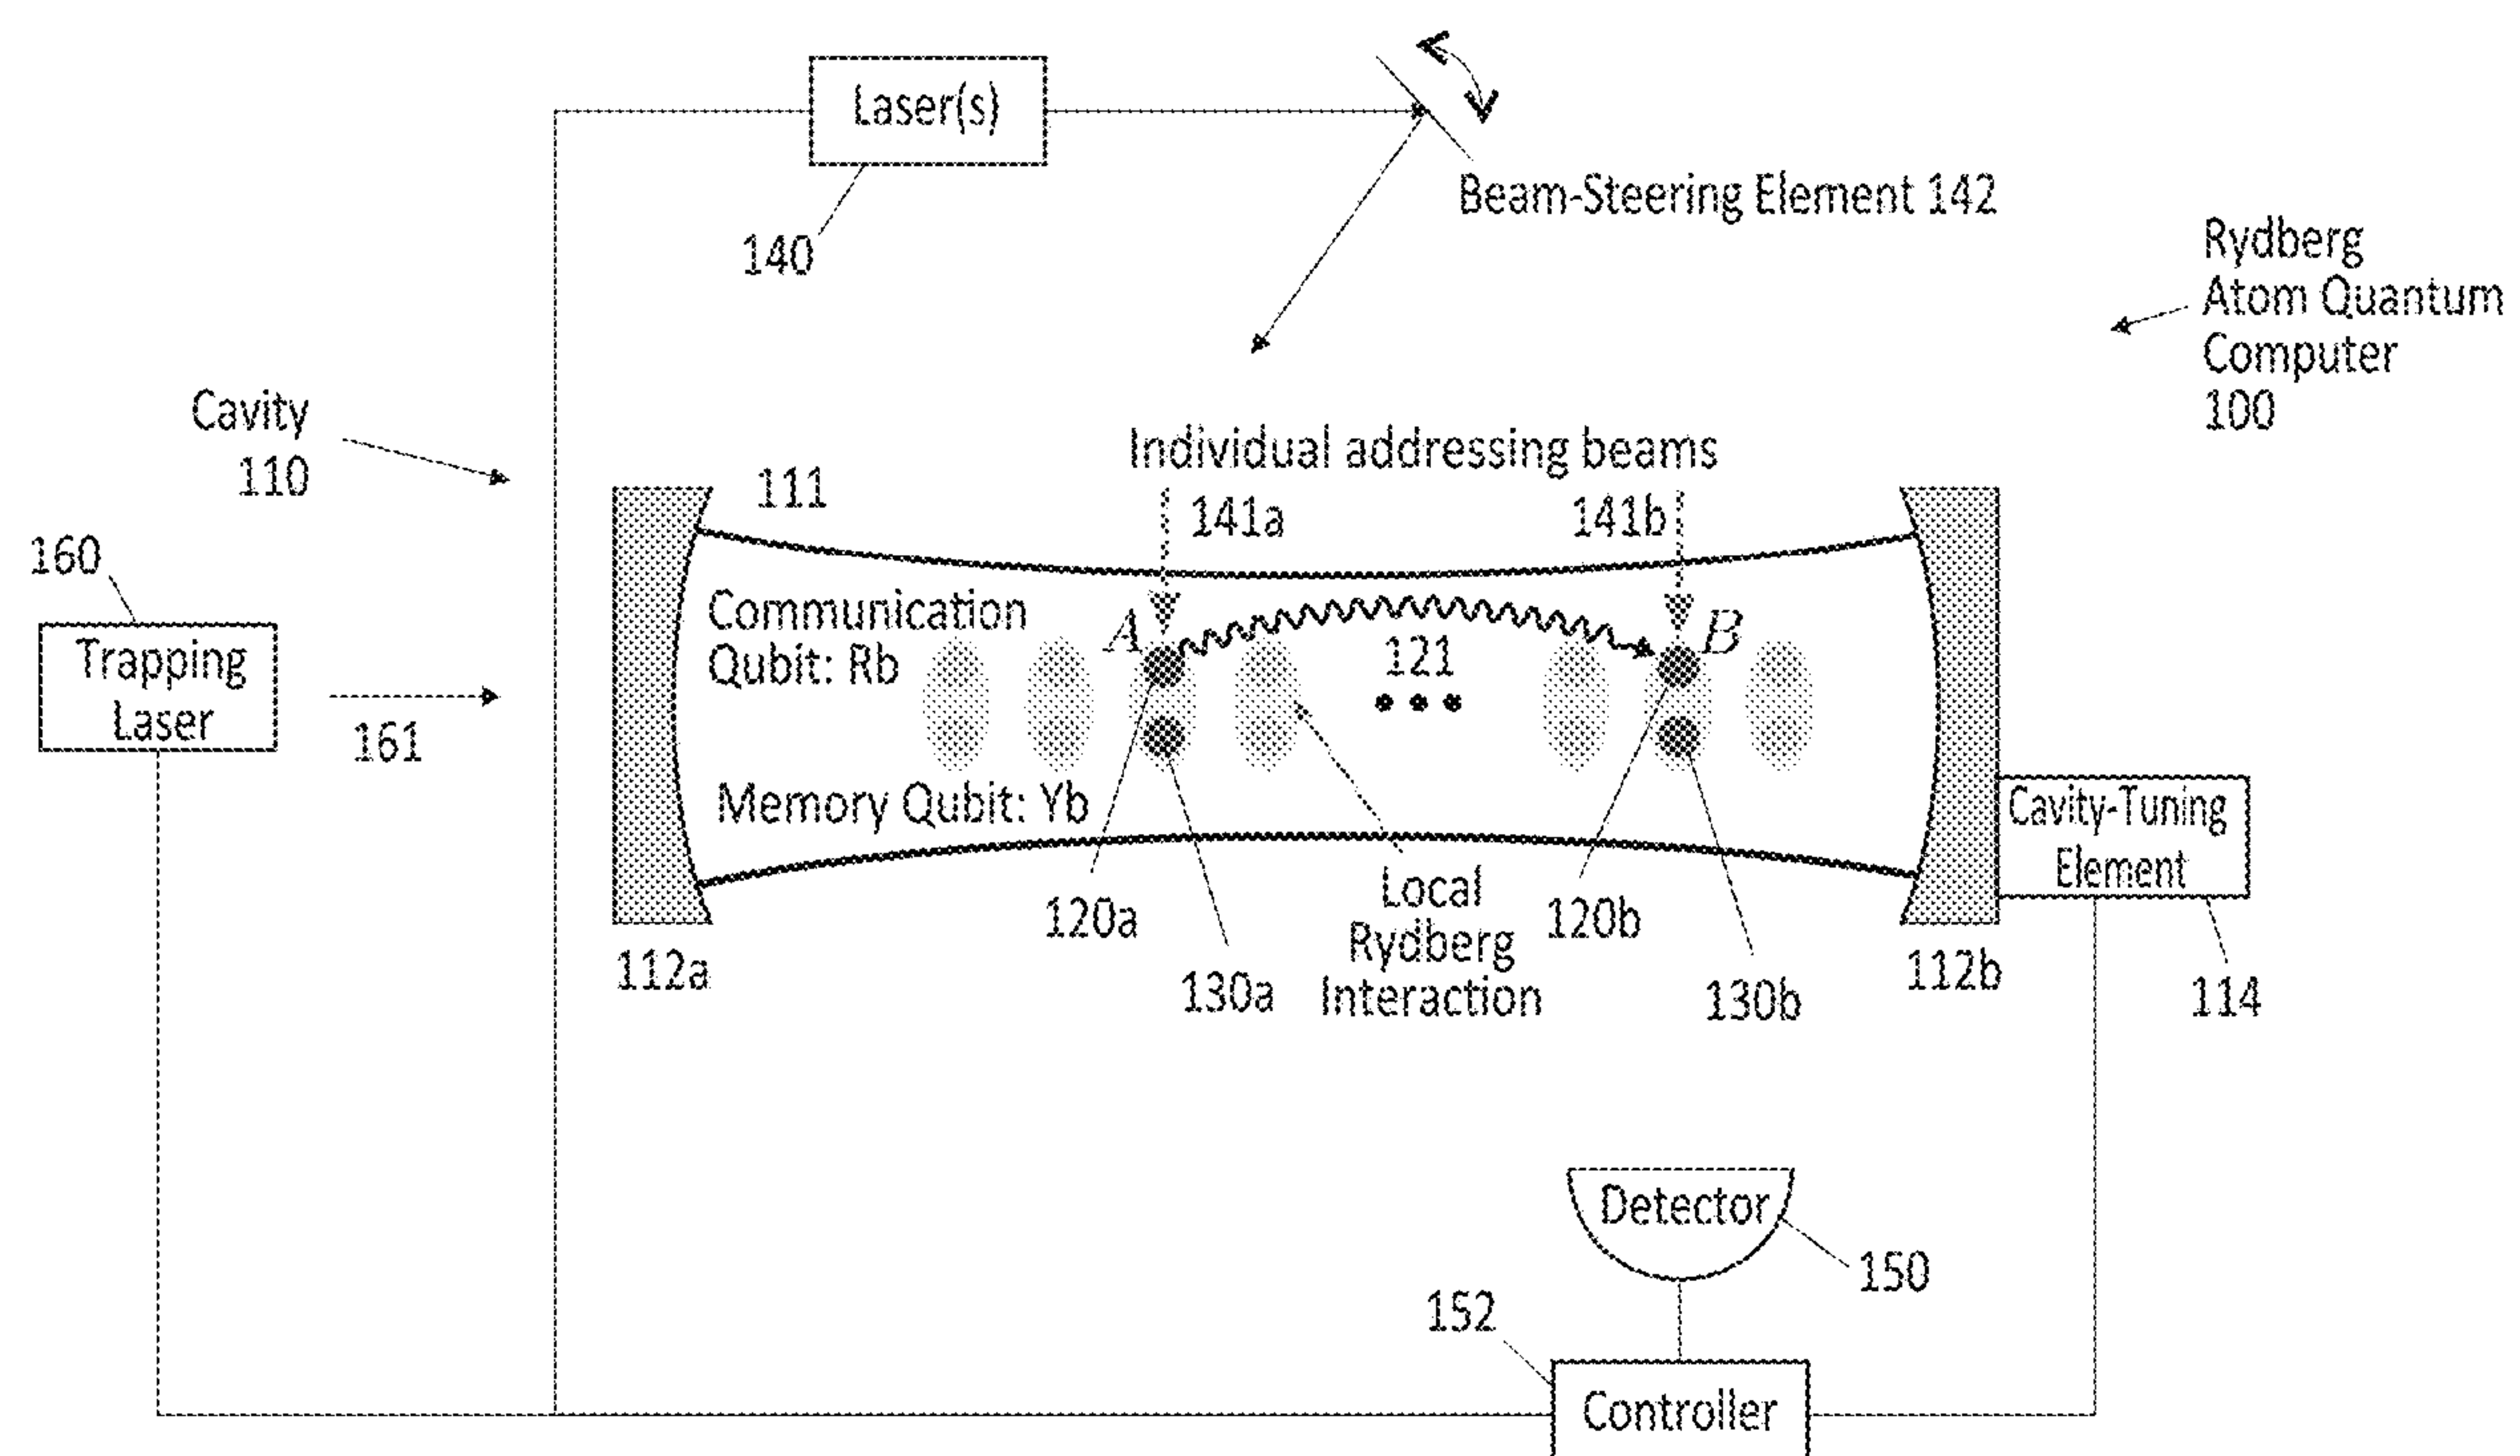 Laser(s)
140
Beam-Steering Element 142
Rydberg
Atom Quantum
Computer
100
Cavity
110
Individual addressing beams
111
141a
141b
160
Trapping
Laser
161
Communication
Qubit: Rb
A
B
121
Memory Qubit: Yb
Cavity-Tuning
Element
120a
Local
Rydberg
Interaction
120b
112a
130a
130b
112b
114
Detector
150
152
Controller